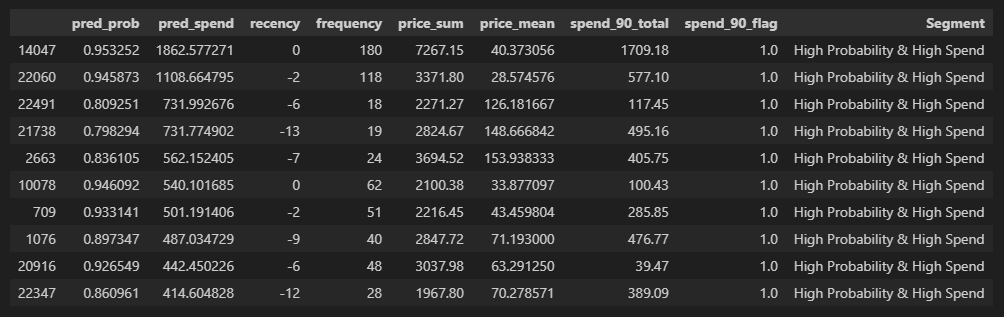 pred_prob pred_spend recency frequency price_sum price_mean spend_90_total spend_90_flag Segment
14047 0.953252 1862.577271 0 180 7267.15 40.373056 1709.18 1.0 High Probability & High Spend
22060 0.945873 1108.664795 -2 118 3371.80 28.574576 577.10 1.0 High Probability & High Spend
22491 0.809251 731.992676 -6 18 2271.27 126.181667 117.45 1.0 High Probability & High Spend
21738 0.798294 731.774902 -13 19 2824.67 148.666842 495.16 1.0 High Probability & High Spend
2663 0.836105 562.152405 -7 24 3694.52 153.938333 405.75 1.0 High Probability & High Spend
10078 0.946092 540.101685 0 62 2100.38 33.877097 100.43 1.0 High Probability & High Spend
709 0.933141 501.191406 -2 51 2216.45 43.459804 285.85 1.0 High Probability & High Spend
1076 0.897347 487.034729 -9 40 2847.72 71.193000 476.77 1.0 High Probability & High Spend
20916 0.926549 442.450226 -6 48 3037.98 63.291250 39.47 1.0 High Probability & High Spend
22347 0.860961 414.604828 -12 28 1967.80 70.278571 389.09 1.0 High Probability & High Spend